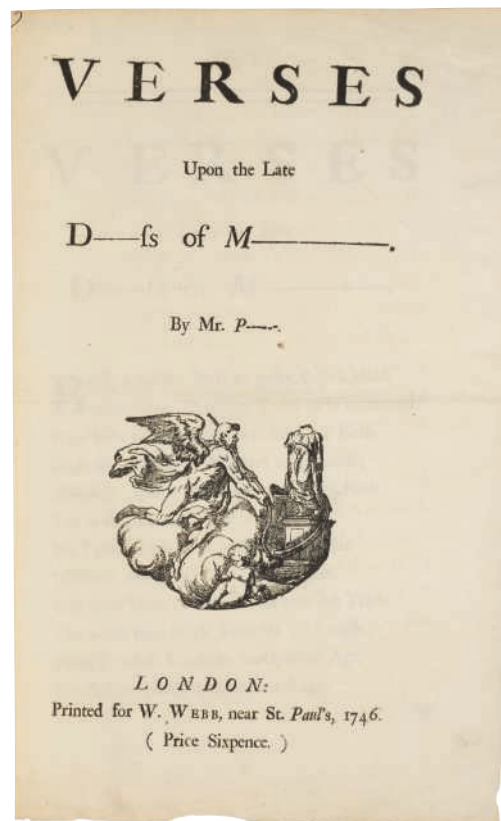 VERSES
Upon the Late
D——ſs of M————.
By Mr. P----.
LONDON:
Printed for W. WEBB, near St. Paul's, 1746.
( Price Sixpence. )